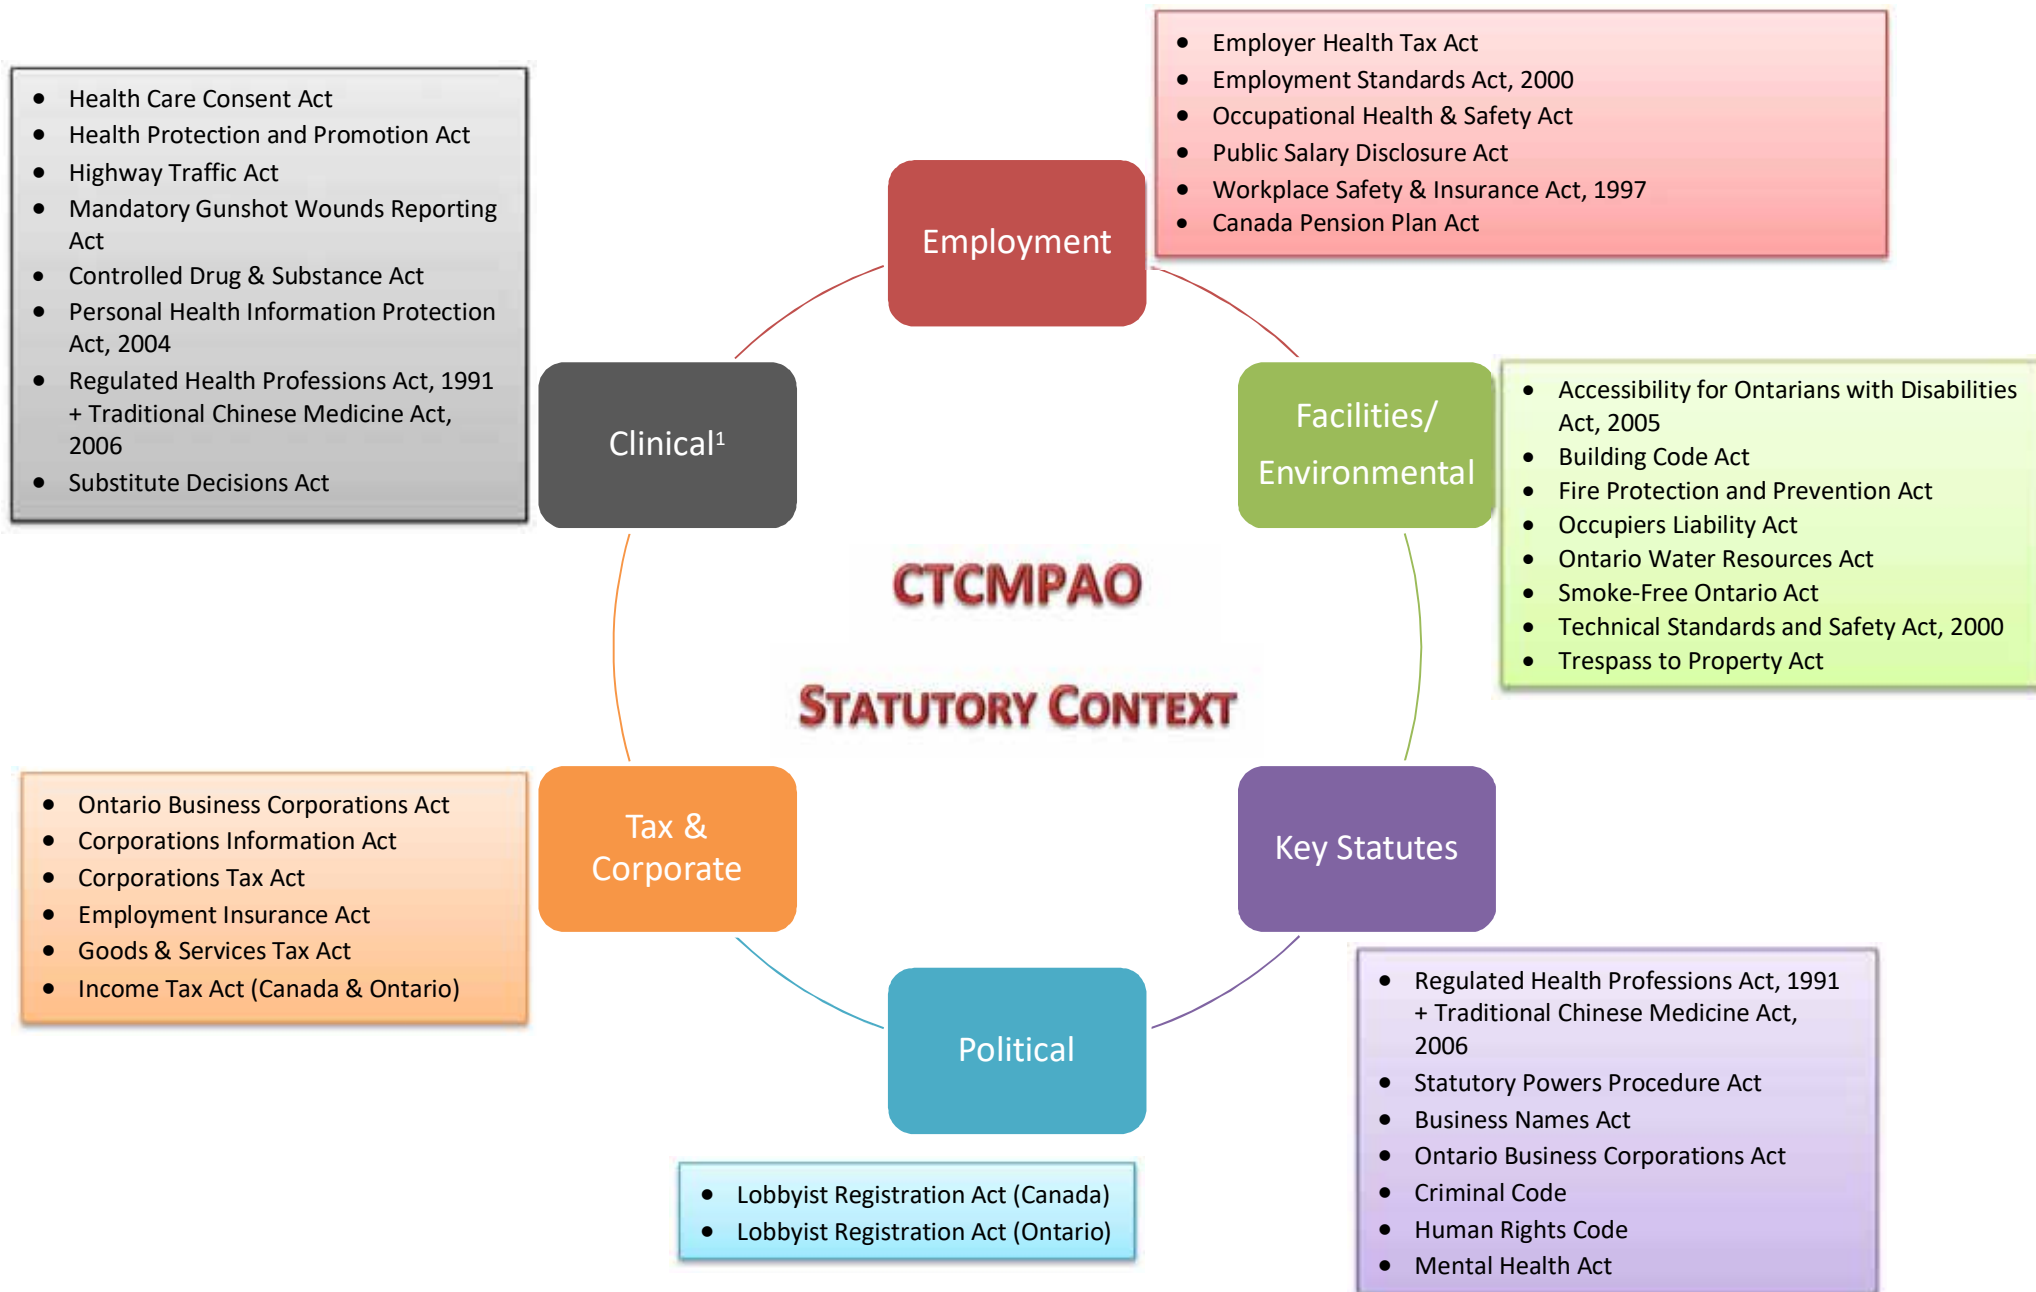 • Employer Health Tax Act
• Employment Standards Act, 2000
• Occupational Health & Safety Act
• Public Salary Disclosure Act
• Workplace Safety & Insurance Act, 1997
• Canada Pension Plan Act
• Health Care Consent Act
• Health Protection and Promotion Act
• Highway Traffic Act
• Mandatory Gunshot Wounds Reporting
Act
• Controlled Drug & Substance Act
• Personal Health Information Protection
Act, 2004
• Regulated Health Professions Act, 1991
+ Traditional Chinese Medicine Act,
2006
• Substitute Decisions Act
Employment
Clinical¹
Facilities/
Environmental
• Accessibility for Ontarians with Disabilities
Act, 2005
• Building Code Act
• Fire Protection and Prevention Act
• Occupiers Liability Act
• Ontario Water Resources Act
• Smoke-Free Ontario Act
• Technical Standards and Safety Act, 2000
• Trespass to Property Act
CTCMPAO
STATUTORY CONTEXT
• Ontario Business Corporations Act
• Corporations Information Act
• Corporations Tax Act
• Employment Insurance Act
• Goods & Services Tax Act
• Income Tax Act (Canada & Ontario)
Tax &
Corporate
Key Statutes
Political
• Regulated Health Professions Act, 1991
+ Traditional Chinese Medicine Act,
2006
• Statutory Powers Procedure Act
• Business Names Act
• Ontario Business Corporations Act
• Criminal Code
• Human Rights Code
• Mental Health Act
• Lobbyist Registration Act (Canada)
• Lobbyist Registration Act (Ontario)